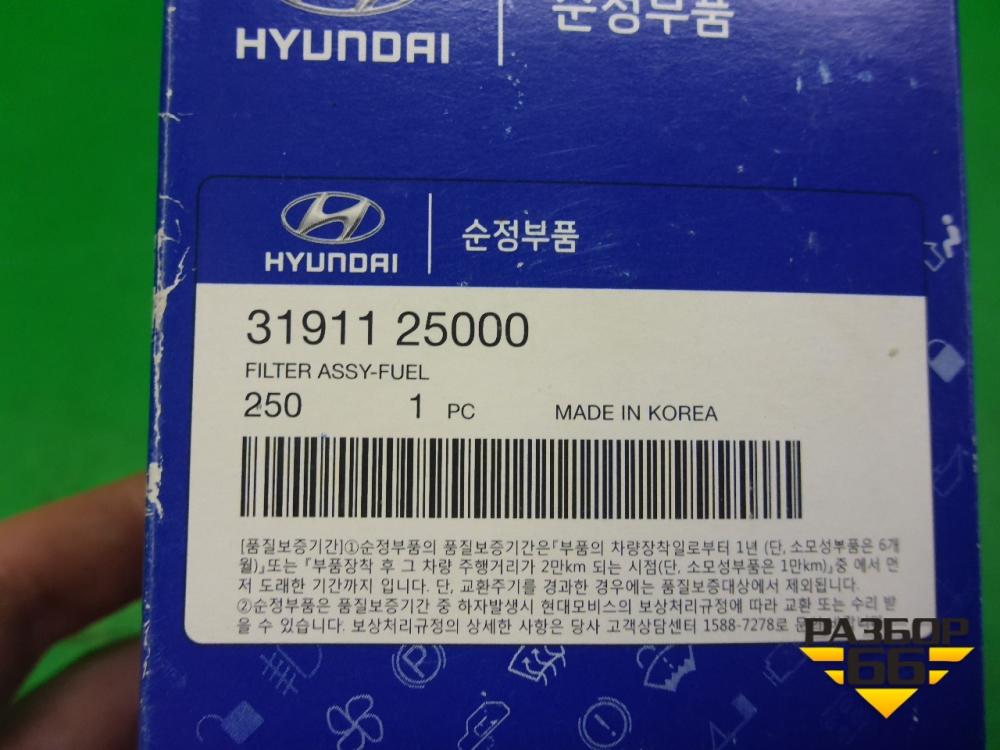 HYUNDAI
순정부품
HYUNDAI
순정부품
31911 25000
FILTER ASSY-FUEL
250 1 PC MADE IN KOREA
[품질보증기간]①순정부품의 품질보증기간은『부품의 차량장착일로부터 1년 (단, 소모성부품은 6개
월)』또는 『부품장착 후 그 차량 주행거리가 2만km 되는 시점(단, 소모성부품은 1만km)』중 에서 먼
저 도래한 기간까지 입니다. 단, 교환주기를 경과한 경우에는 품질보증대상에서 제외됩니다.
②순정부품은 품질보증기간 중 하자발생시 현대모비스의 보상처리규정에 따라 교환 또는 수리 받
을 수 있습니다. 보상처리규정의 상세한 사항은 당사 고객상담센터 1588-7278로
РАЗБОР
66